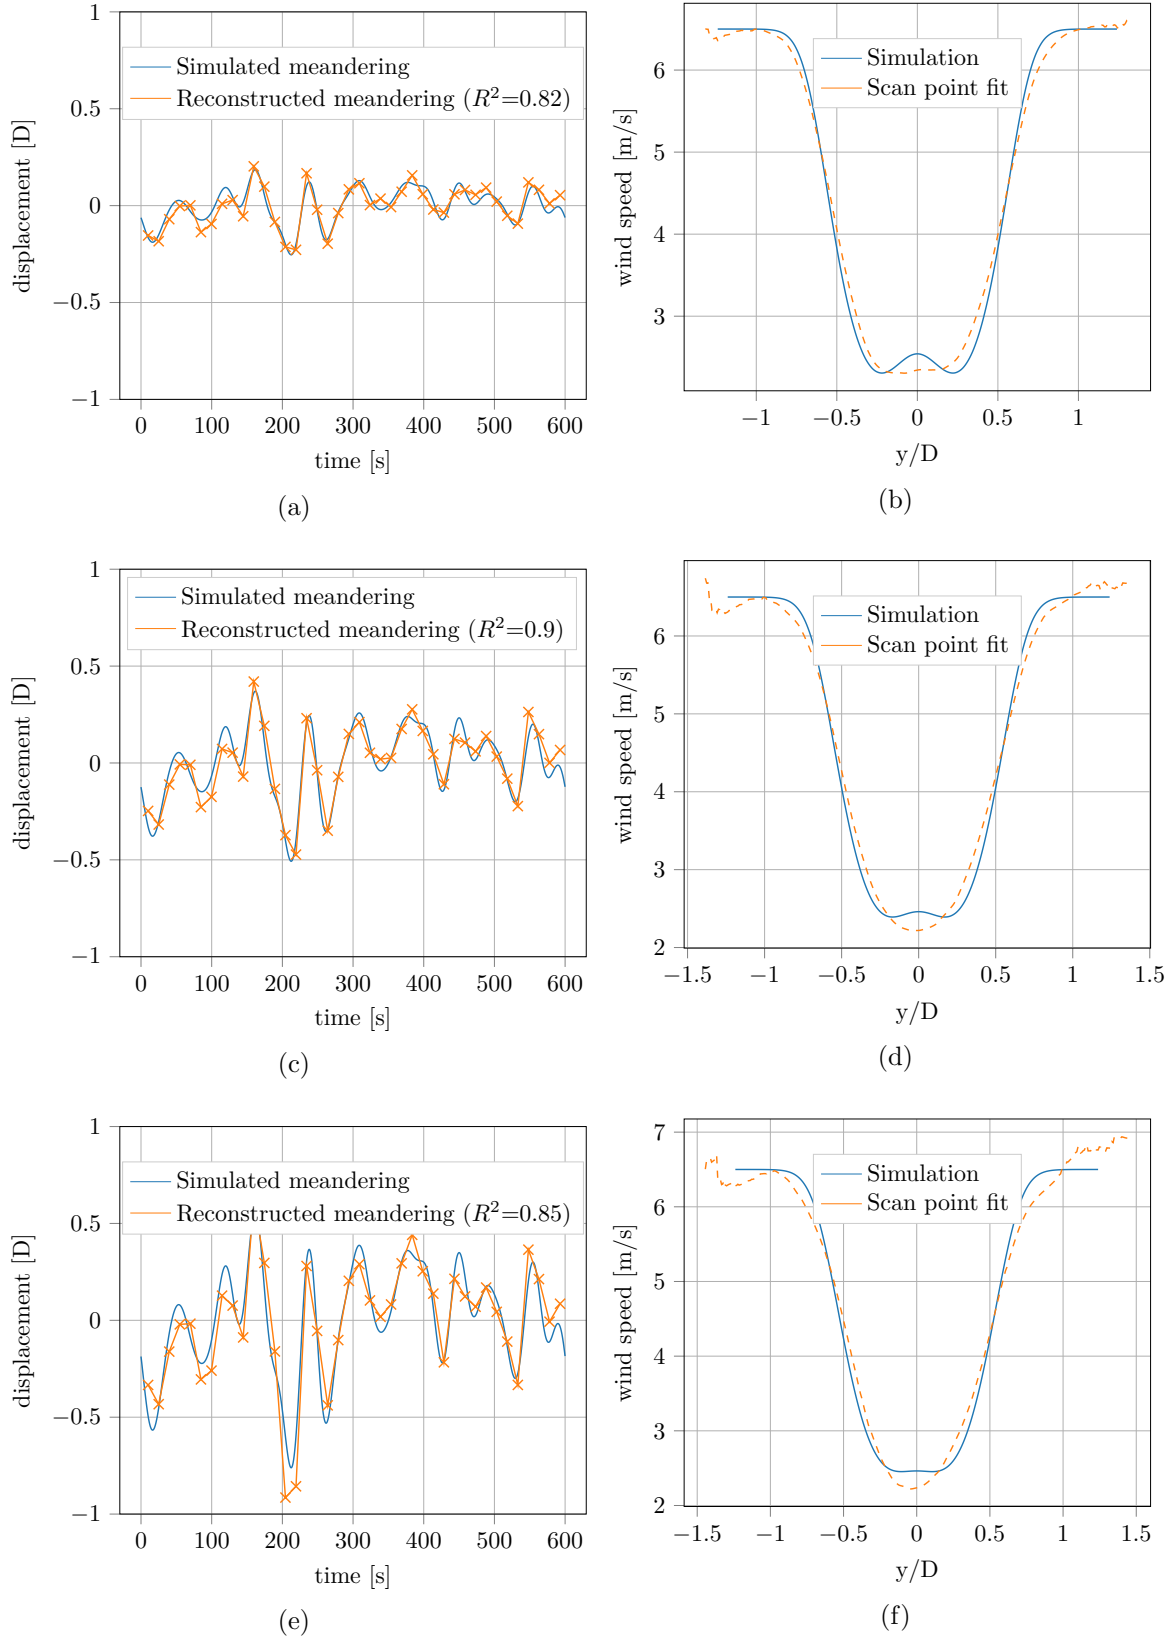 1
0.5
0
−0.5
−1
displacement [D]
Simulated meandering
Reconstructed meandering (R²=0.82)
0 100 200 300 400 500 600
time [s]
(a)
6
5
4
3
wind speed [m/s]
Simulation
Scan point fit
−1 −0.5 0 0.5 1
y/D
(b)
1
0.5
0
−0.5
−1
displacement [D]
Simulated meandering
Reconstructed meandering (R²=0.9)
0 100 200 300 400 500 600
time [s]
(c)
6
5
4
3
2
wind speed [m/s]
Simulation
Scan point fit
−1.5 −1 −0.5 0 0.5 1 1.5
y/D
(d)
1
0.5
0
−0.5
−1
displacement [D]
Simulated meandering
Reconstructed meandering (R²=0.85)
0 100 200 300 400 500 600
time [s]
(e)
7
6
5
4
3
2
wind speed [m/s]
Simulation
Scan point fit
−1.5 −1 −0.5 0 0.5 1 1.5
y/D
(f)